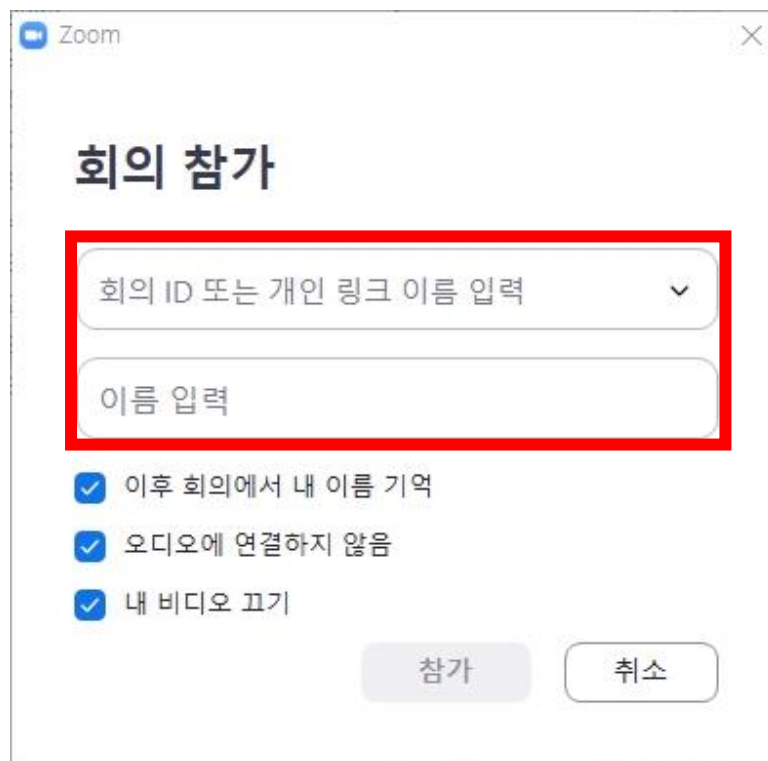 Zoom
회의 참가
회의 ID 또는 개인 링크 이름 입력
이름 입력
이후 회의에서 내 이름 기억
오디오에 연결하지 않음
내 비디오 끄기
참가
취소